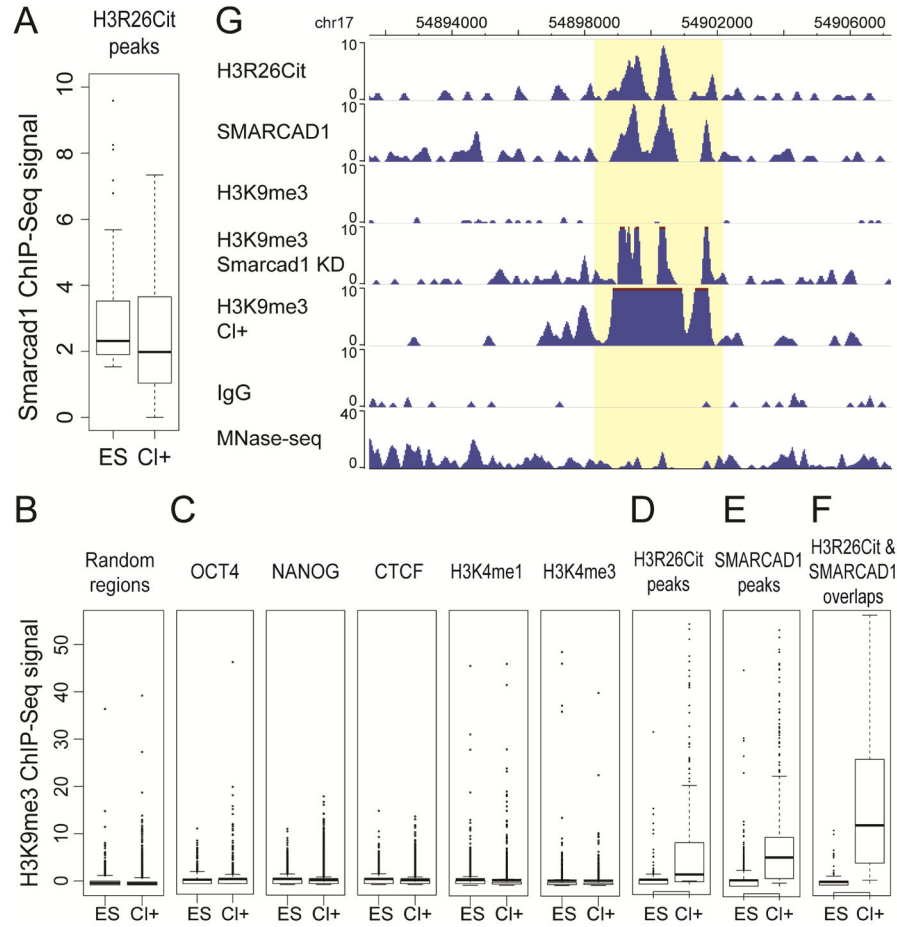 A
H3R26Cit
peaks
Smarcad1 ChIP-Seq signal
10
8
6
4
2
0
ES Cl+
G
chr17 54894000 54898000 54902000 54906000
H3R26Cit
10
0
SMARCAD1
10
0
H3K9me3
10
0
H3K9me3
Smarcad1 KD
10
0
H3K9me3
Cl+
10
0
IgG
10
0
MNase-seq
40
0
B
Random
regions
H3K9me3 ChIP-Seq signal
50
40
30
20
10
0
ES Cl+
C
OCT4
ES Cl+
NANOG
ES Cl+
CTCF
ES Cl+
H3K4me1
ES Cl+
H3K4me3
ES Cl+
D
H3R26Cit
peaks
ES Cl+
E
SMARCAD1
peaks
ES Cl+
F
H3R26Cit &
SMARCAD1
overlaps
ES Cl+